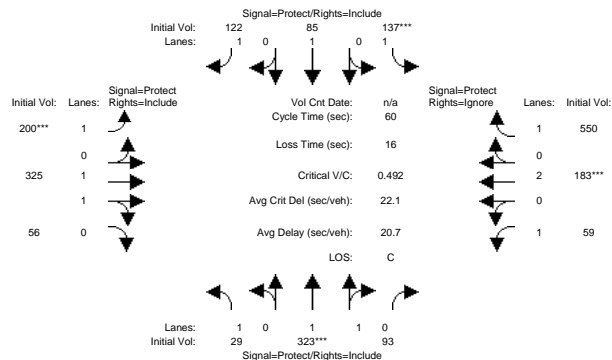 Signal=Protect/Rights=Include
Initial Vol: 122 85 137***
Lanes: 1 0 1 0 1
Signal=Protect Signal=Protect
Initial Vol: Lanes: Rights=Include Vol Cnt Date: n/a Rights=Ignore Lanes: Initial Vol:
Cycle Time (sec): 60
200*** 1 1 550
Loss Time (sec): 16
0 0
325 1 Critical V/C: 0.492 2 183***
1 Avg Crit Del (sec/veh): 22.1 0
56 0 Avg Delay (sec/veh): 20.7 1 59
LOS: C
Lanes: 1 0 1 1 0
Initial Vol: 29 323*** 93
Signal=Protect/Rights=Include